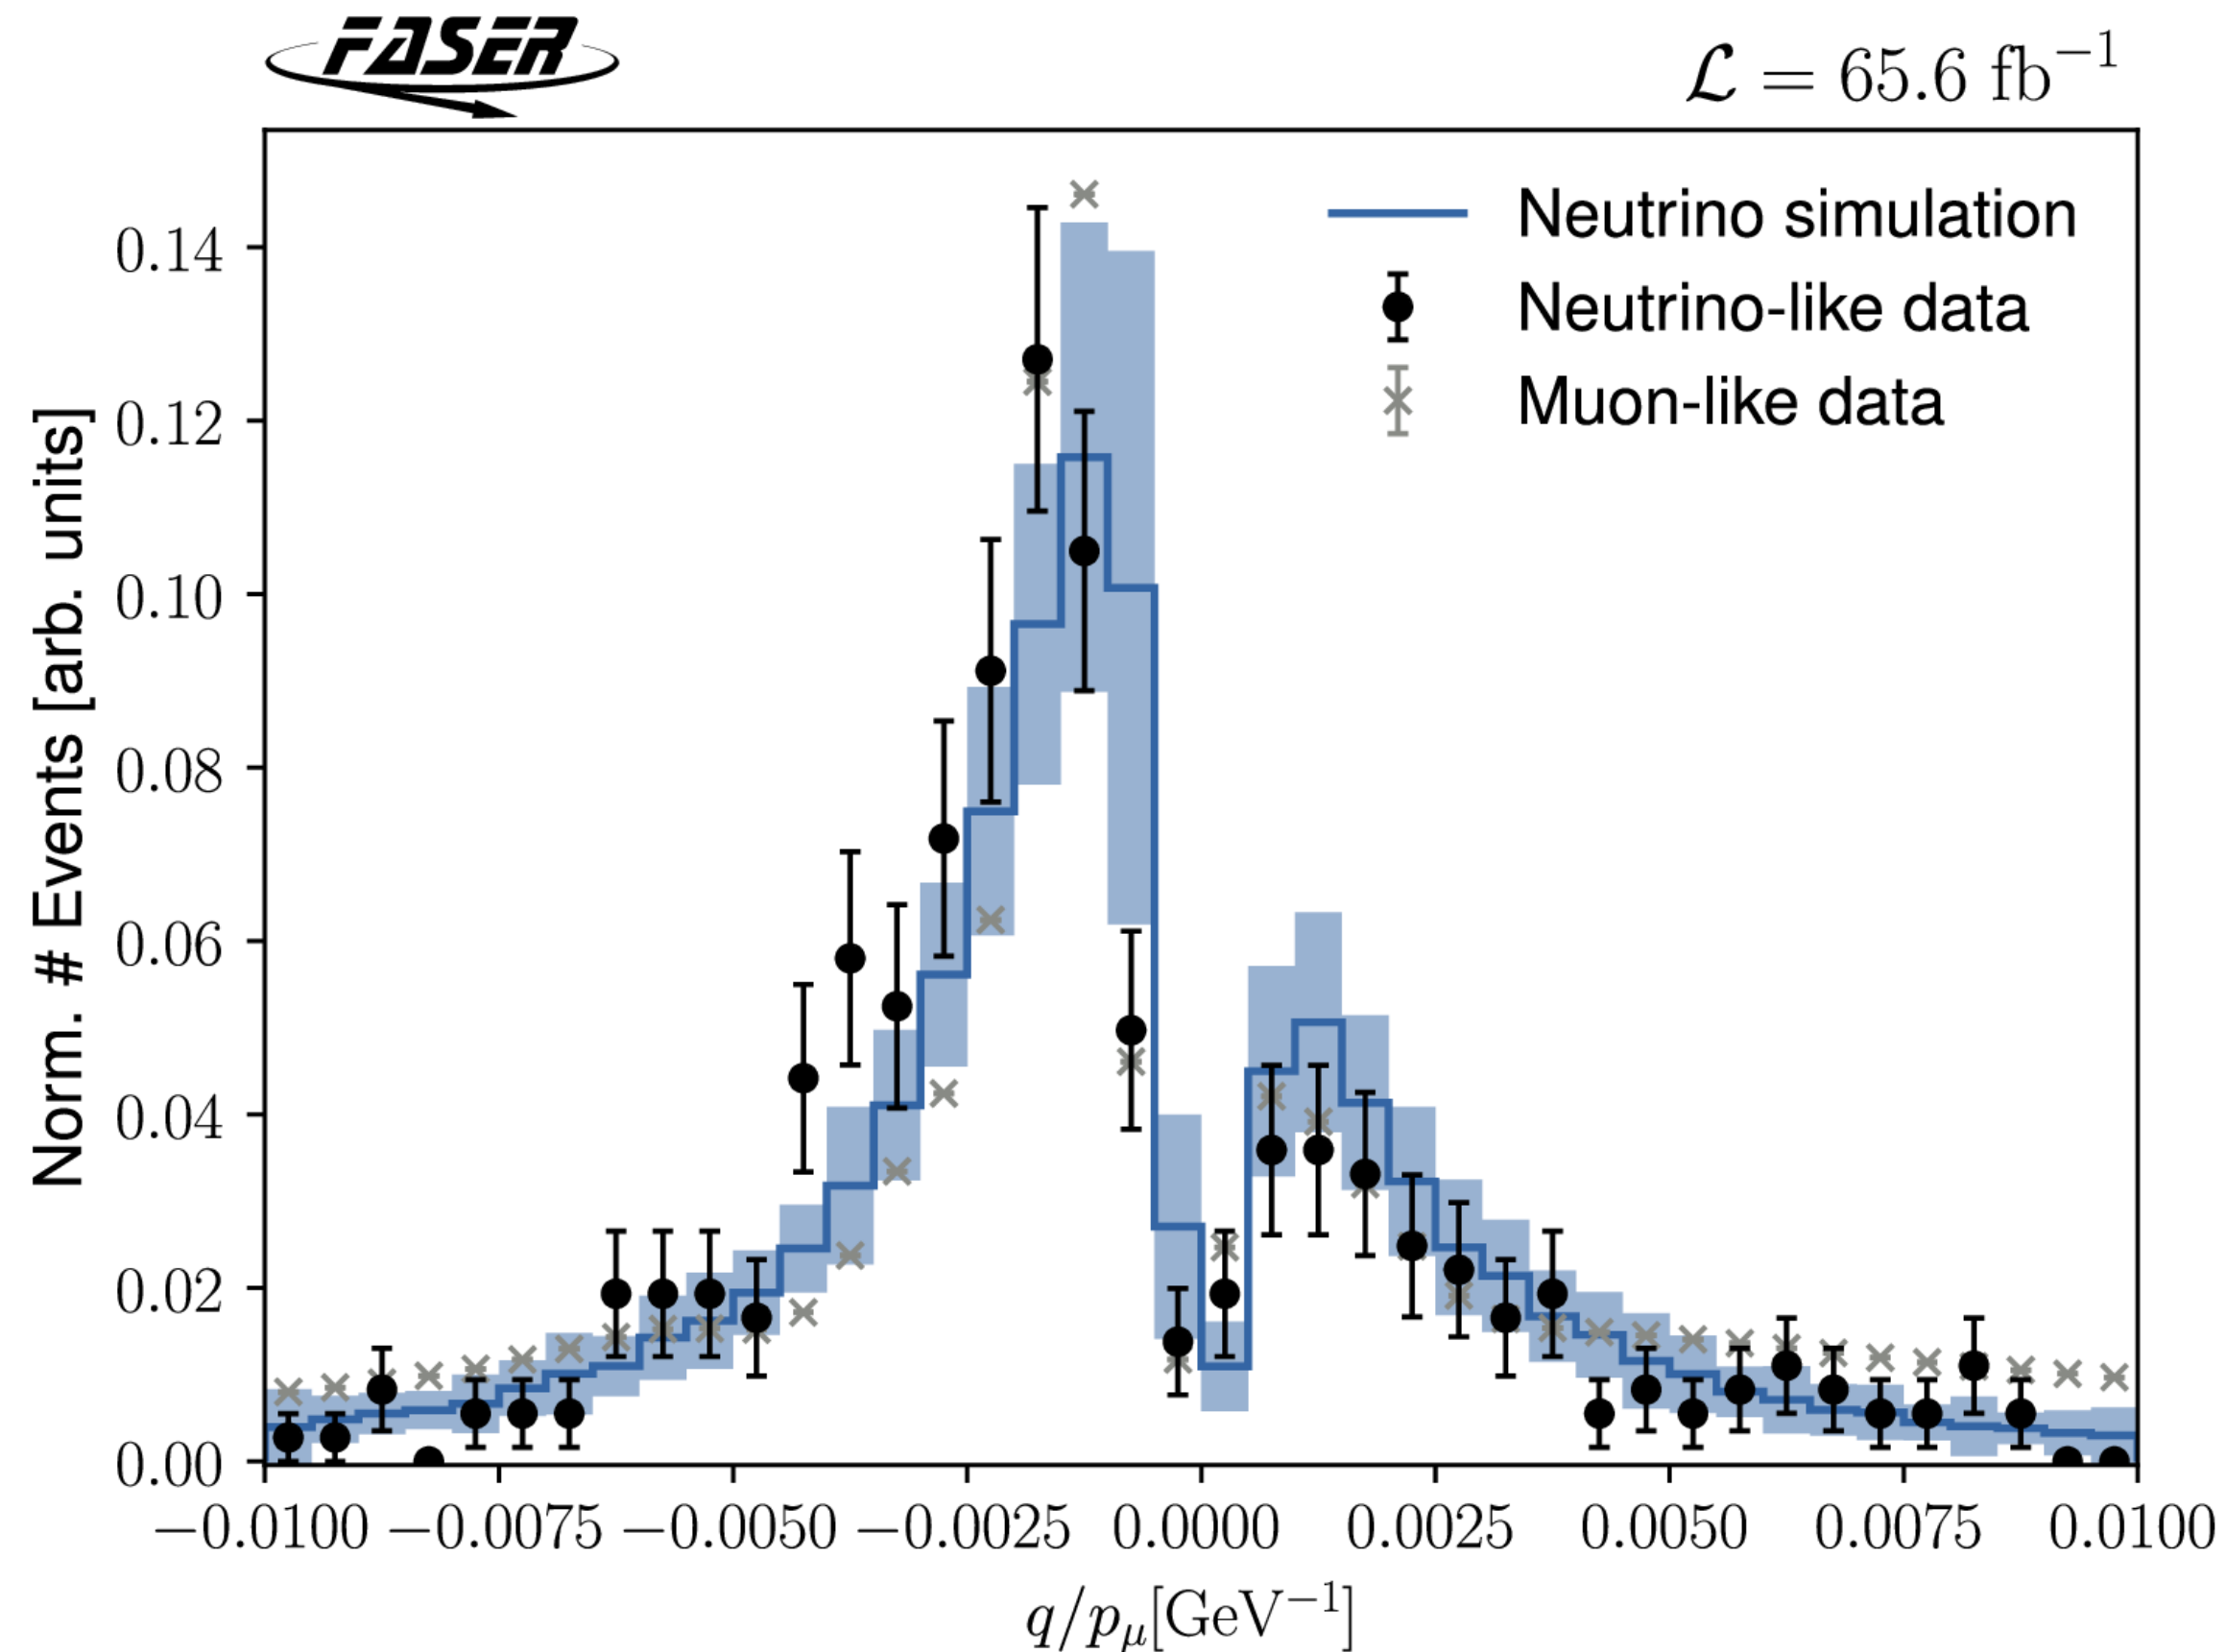 FASER
ℒ = 65.6 fb⁻¹
Neutrino simulation
Neutrino-like data
Muon-like data
Norm. # Events [arb. units]
0.14
0.12
0.10
0.08
0.06
0.04
0.02
0.00
−0.0100 −0.0075 −0.0050 −0.0025 0.0000 0.0025 0.0050 0.0075 0.0100
q/pμ[GeV⁻¹]